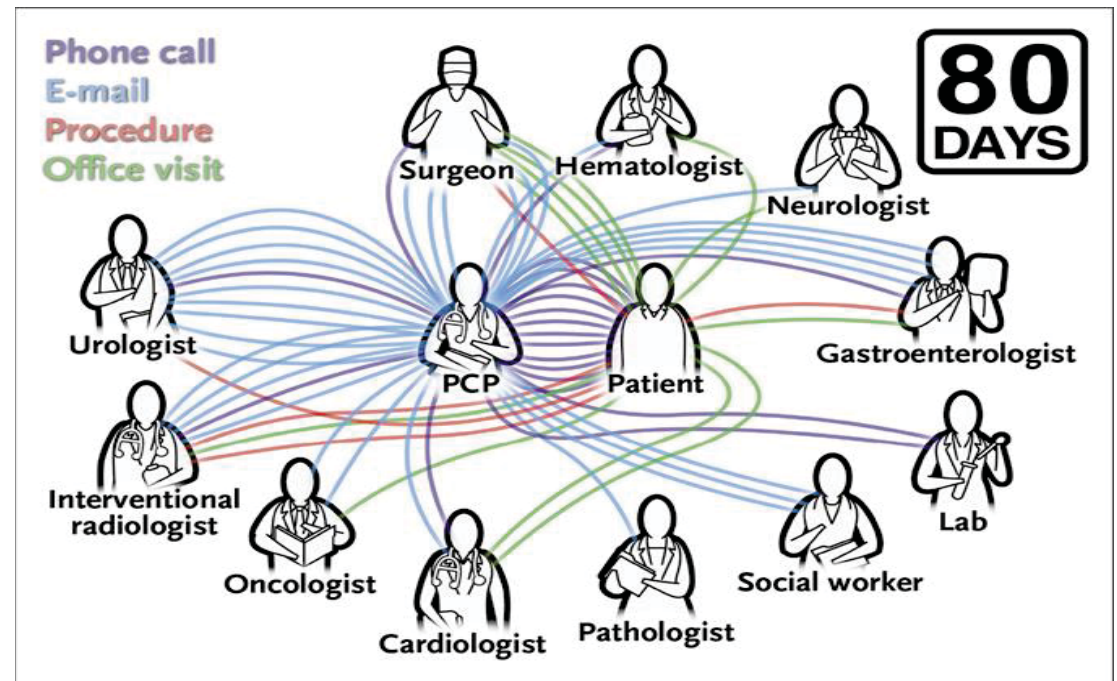 Phone call
E-mail
Procedure
Office visit
80
DAYS
Surgeon
Hematologist
Neurologist
Urologist
PCP
Patient
Gastroenterologist
Interventional
radiologist
Oncologist
Cardiologist
Pathologist
Social worker
Lab